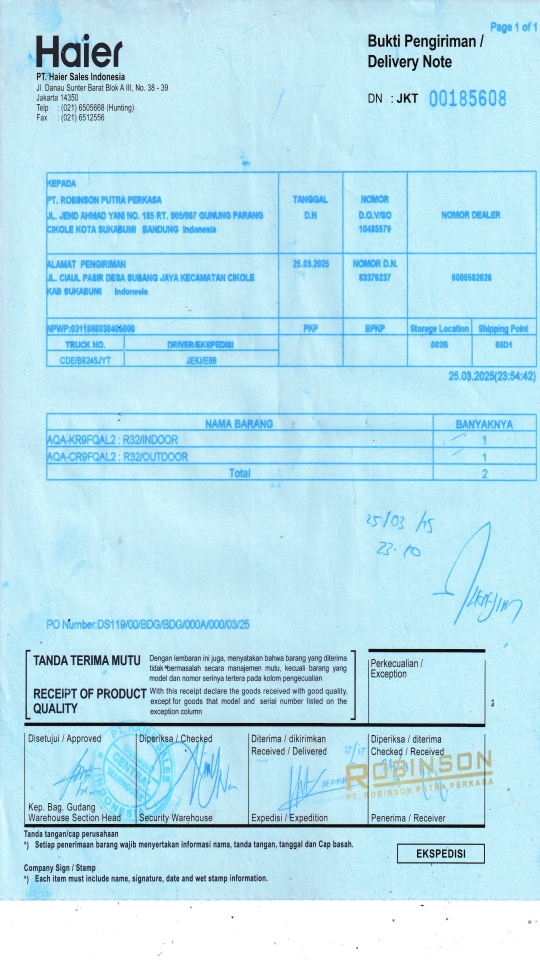 Page 1 of 1
Haier
PT. Haier Sales Indonesia
Jl. Danau Sunter Barat Blok A III, No. 38 - 39
Jakarta 14350
Telp : (021) 6505668 (Hunting)
Fax : (021) 6512556
Bukti Pengiriman /
Delivery Note
DN : JKT 00185608
KEPADA
PT. ROBINSON PUTRA PERKASA
JL. JEND AHMAD YANI NO. 185 RT. 005/007 GUNUNG PARANG
CIKOLE KOTA SUKABUMI BANDUNG Indonesia
TANGGAL
D.N
NOMOR
D.O.V/SO
10485579
NOMOR DEALER
ALAMAT PENGIRIMAN
JL. CIAUL PASIR DESA SUBANG JAYA KECAMATAN CIKOLE
KAB SUKABUMI Indonesia
25.03.2025
NOMOR D.N.
83376237
6000582026
PKP
BPKP
Storege Location
Shipping Point
TRUCK NO.
DRIVER/EKSPEDISI
002B
65D1
CDE/B9245JYT
JEKI/E86
25.03.2025(23:54:42)
NAMA BARANG
BANYAKNYA
AQA-KR9FQAL2 : R32/INDOOR
1
AQA-CR9FQAL2 : R32/OUTDOOR
1
Total
2
23.10
PO Number:DS119/00/BDG/BDG/000A/000/03/25
TANDA TERIMA MUTU
Dengan lembaran ini juga, menyatakan bahwa barang yang diterima
tidak bermasalah secara manajemen mutu, kecuali barang yang
model dan nomor serinya tertera pada kolom pengecualian
RECEIPT OF PRODUCT
QUALITY
With this receipt declare the goods received with good quality,
except for goods that model and serial number listed on the
exception column
Perkecualian /
Exception
Disetujui / Approved
Diperiksa / Checked
Diterima / dikirimkan
Received / Delivered
Diperiksa / diterima
Checked / Received
ROBINSON
PT. ROBINSON PUTRA PERKASA
Kep. Bag. Gudang
Warehouse Section Head
Security Warehouse
Expedisi / Expedition
Penerima / Receiver
Tanda tangan/cap perusahaan
*) Setiap penerimaan barang wajib menyertakan informasi nama, tanda tangan, tanggal dan Cap basah.
EKSPEDISI
Company Sign / Stamp
*) Each item must include name, signature, date and wet stamp information.